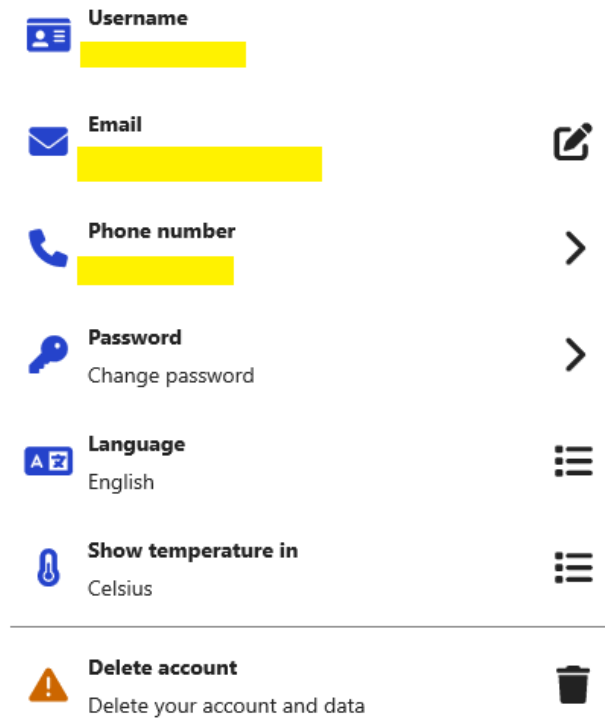 Username
Email
Phone number
Password
Change password
Language
English
Show temperature in
Celsius
Delete account
Delete your account and data